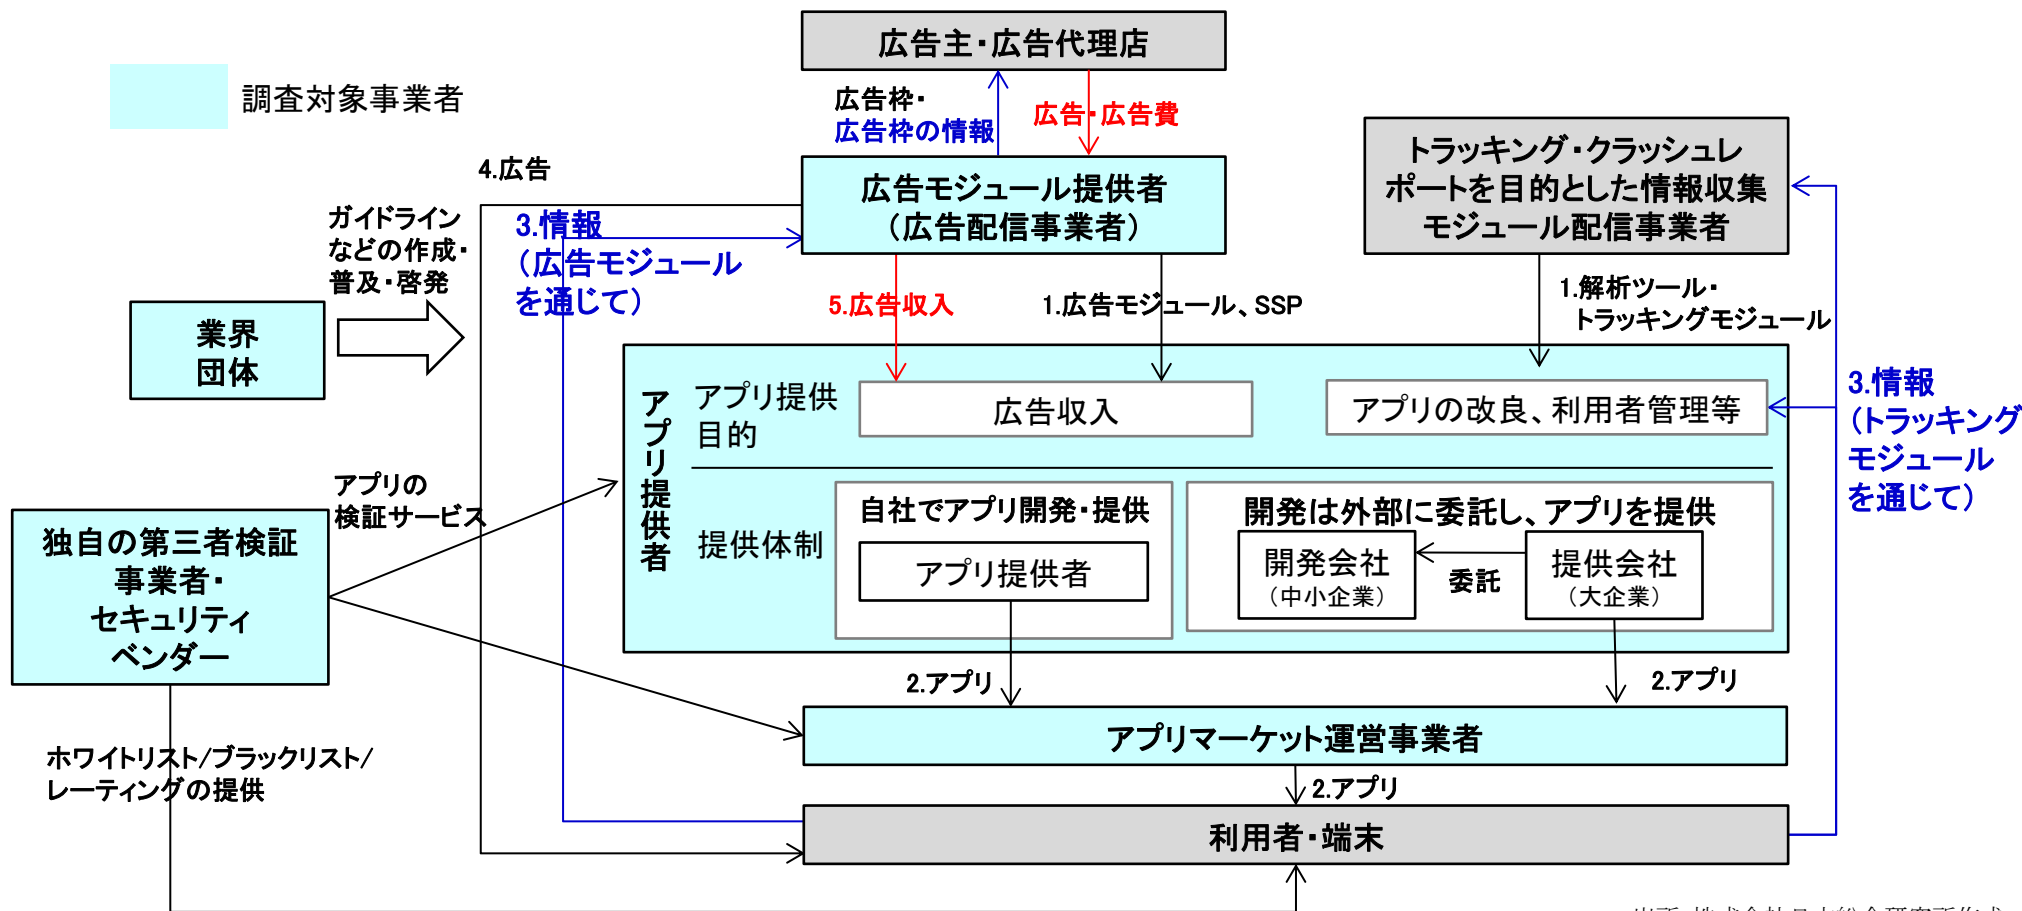 広告主・広告代理店
調査対象事業者
広告枠・
広告枠の情報
広告・広告費
トラッキング・クラッシュレ
ポートを目的とした情報収集
モジュール配信事業者
4.広告
広告モジュール提供者
（広告配信事業者）
ガイドライン
などの作成・
普及・啓発
3.情報
（広告モジュール
を通じて）
業界
団体
5.広告収入
1.広告モジュール、SSP
1.解析ツール・
トラッキングモジュール
3.情報
（トラッキング
モジュール
を通じて）
アプリ提供者
アプリ提供
目的
広告収入
アプリの改良、利用者管理等
アプリの
検証サービス
独自の第三者検証
事業者・
セキュリティ
ベンダー
提供体制
自社でアプリ開発・提供
アプリ提供者
開発は外部に委託し、アプリを提供
開発会社
（中小企業）
委託
提供会社
（大企業）
2.アプリ
2.アプリ
アプリマーケット運営事業者
ホワイトリスト/ブラックリスト/
レーティングの提供
2.アプリ
利用者・端末